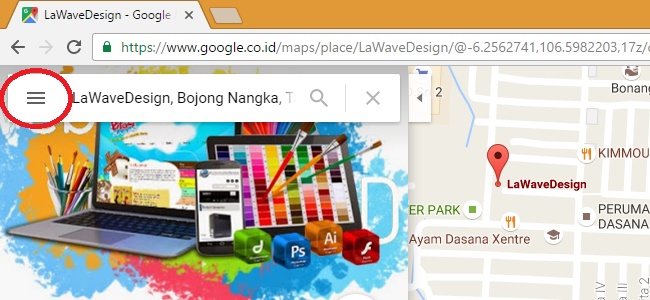 LaWaveDesign - Google
https://www.google.co.id/maps/place/LaWaveDesign/@-6.2562741,106.5982203,17z/
LaWaveDesign, Bojong Nangka, T
2
Bonang
KIMMOU
LaWaveDesign
ER PARK
PERUMA
DASANA
Ayam Dasana Xentre
Ps
Ai